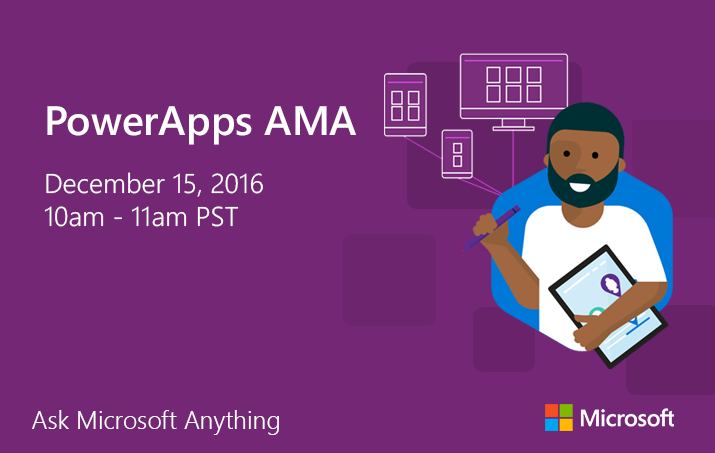 PowerApps AMA
December 15, 2016
10am - 11am PST
Ask Microsoft Anything
Microsoft